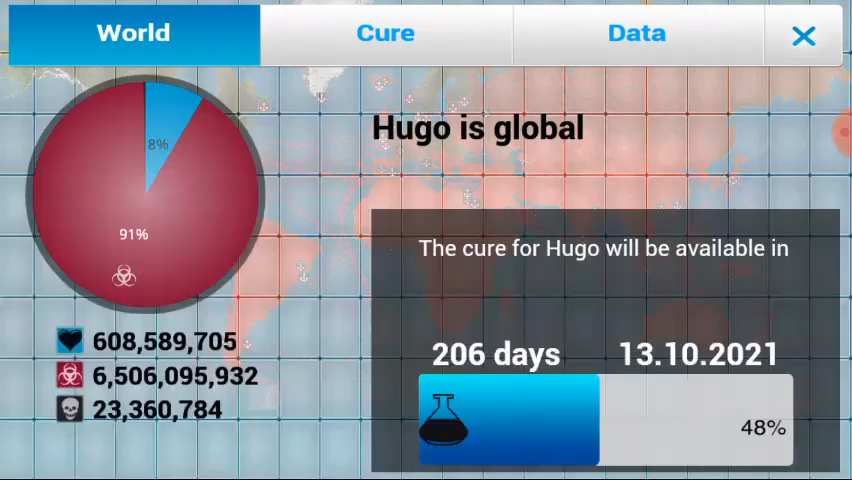 World
Cure
Data
Hugo is global
8%
91%
The cure for Hugo will be available in
608,589,705
6,506,095,932
23,360,784
206 days
13.10.2021
48%